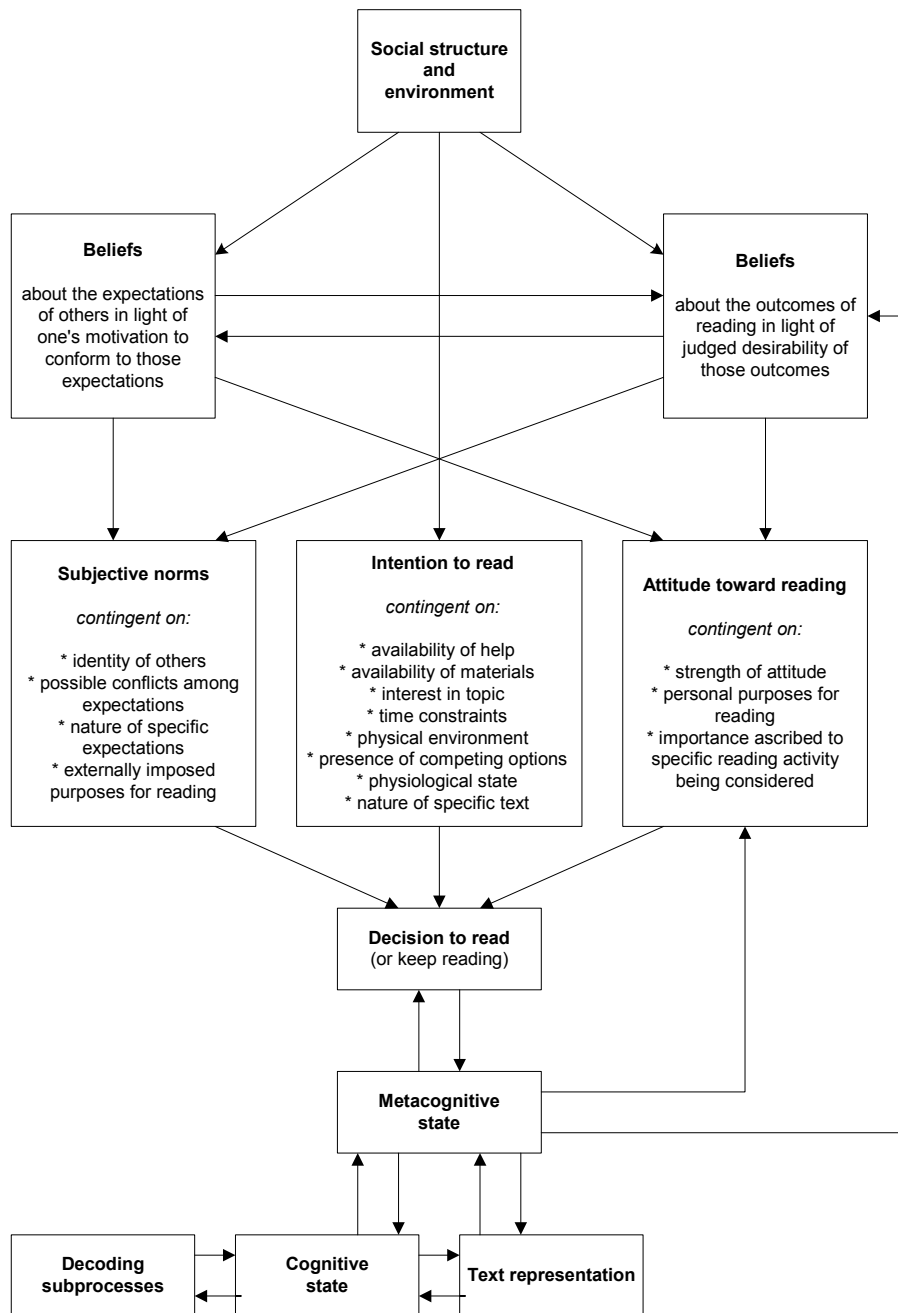 Social structure
and
environment
Beliefs
about the expectations
of others in light of
one's motivation to
conform to those
expectations
Beliefs
about the outcomes of
reading in light of
judged desirability of
those outcomes
Subjective norms
contingent on:
* identity of others
* possible conflicts among
expectations
* nature of specific
expectations
* externally imposed
purposes for reading
Intention to read
contingent on:
* availability of help
* availability of materials
* interest in topic
* time constraints
* physical environment
* presence of competing options
* physiological state
* nature of specific text
Attitude toward reading
contingent on:
* strength of attitude
* personal purposes for
reading
* importance ascribed to
specific reading activity
being considered
Decision to read
(or keep reading)
Metacognitive
state
Decoding
subprocesses
Cognitive
state
Text representation